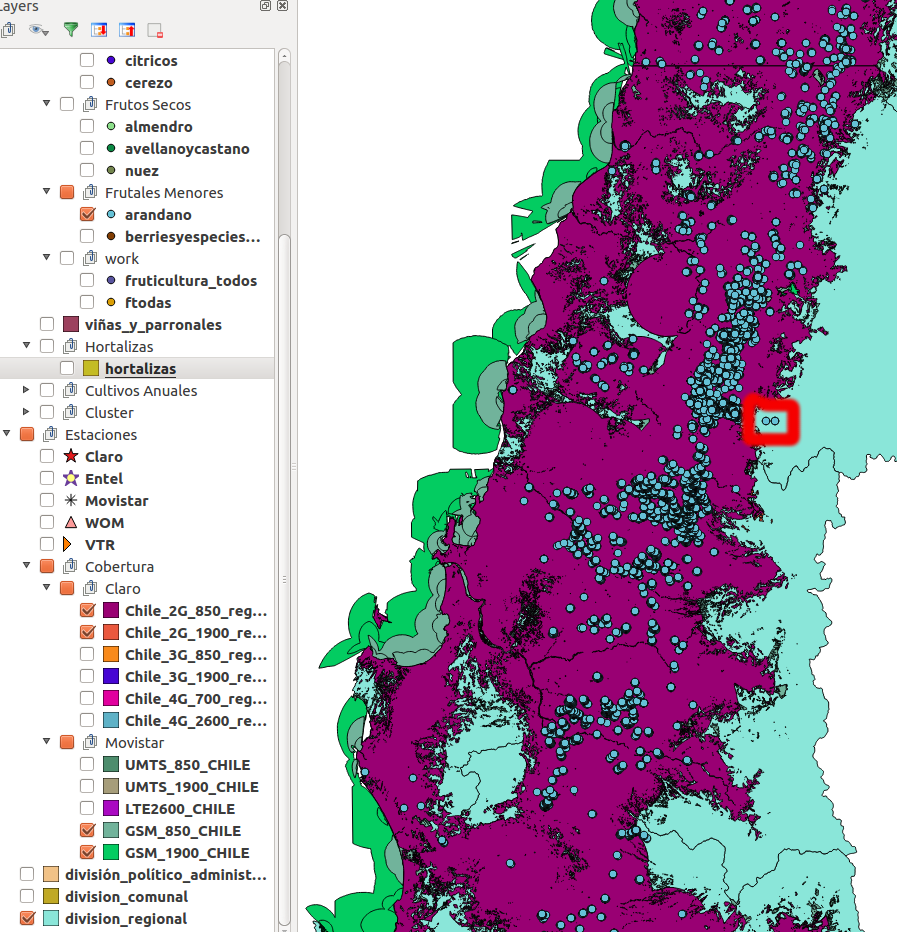 Layers
citricos
cerezo
Frutos Secos
almendro
avellanoycastano
nuez
Frutales Menores
arandano
berriesyespecies...
work
fruticultura_todos
ftodas
viñas_y_parronales
Hortalizas
hortalizas
Cultivos Anuales
Cluster
Estaciones
Claro
Entel
Movistar
WOM
VTR
Cobertura
Claro
Chile_2G_850_reg...
Chile_2G_1900_re...
Chile_3G_850_reg...
Chile_3G_1900_re...
Chile_4G_700_reg...
Chile_4G_2600_re...
Movistar
UMTS_850_CHILE
UMTS_1900_CHILE
LTE2600_CHILE
GSM_850_CHILE
GSM_1900_CHILE
división_político_administ...
division_comunal
division_regional